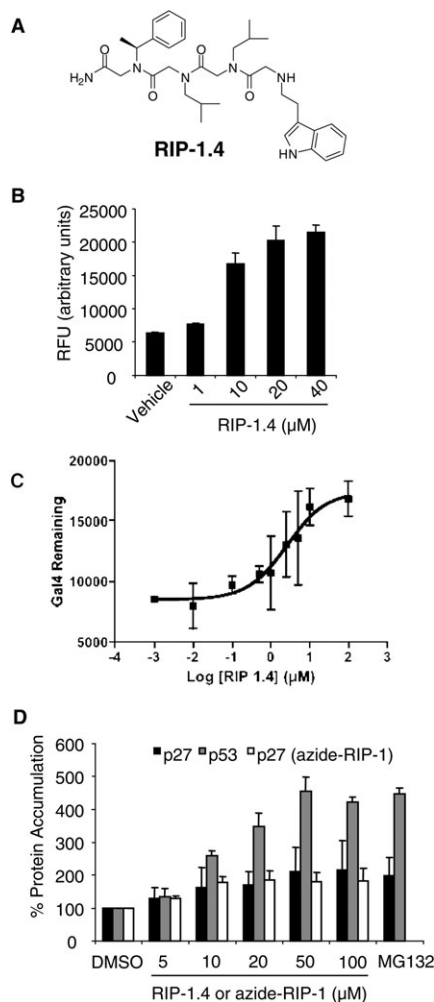 A
H₂N
O
N
O
N
O
N
O
NH
HN
RIP-1.4
B
RFU (arbitrary units)
25000
20000
15000
10000
5000
0
Vehicle 1 10 20 40
RIP-1.4 (µM)
C
Gal4 Remaining
20000
15000
10000
5000
-4 -3 -2 -1 0 1 2 3
Log [RIP 1.4] (µM)
D
% Protein Accumulation
600
500
400
300
200
100
0
p27 p53 p27 (azide-RIP-1)
DMSO 5 10 20 50 100 MG132
RIP-1.4 or azide-RIP-1 (µM)